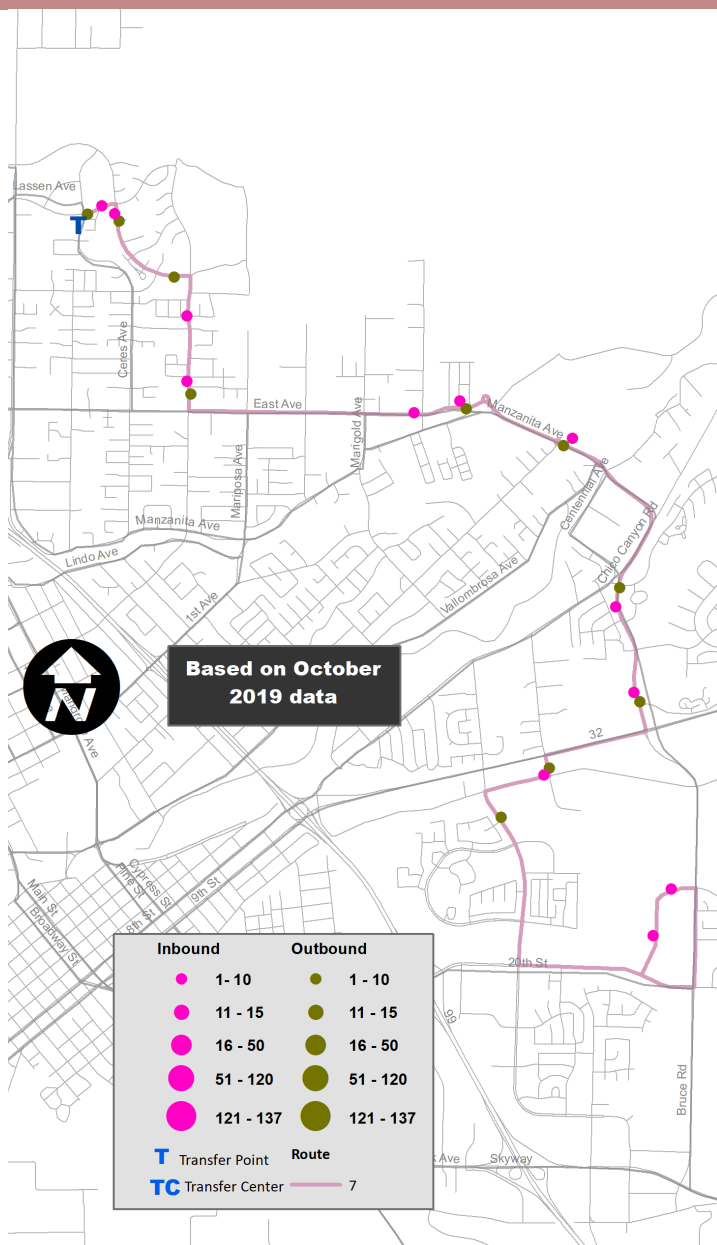 Lassen Ave
T
Ceres Ave
East Ave
Marigold Ave
Manzanita Ave
Mariposa Ave
Centennial Ave
Manzanita Ave
Chico Canyon Rd
Lindo Ave
Vallombrosa Ave
1st Ave
Based on October
2019 data
N
Ave
32
Cypress St
Pine St
9th St
8th St
Main St
Broadway St
20th St
99
Bruce Rd
Ave
Skyway
Inbound Outbound
1- 10 1 - 10
11 - 15 11 - 15
16 - 50 16 - 50
51 - 120 51 - 120
121 - 137 121 - 137
T Transfer Point Route
TC Transfer Center 7